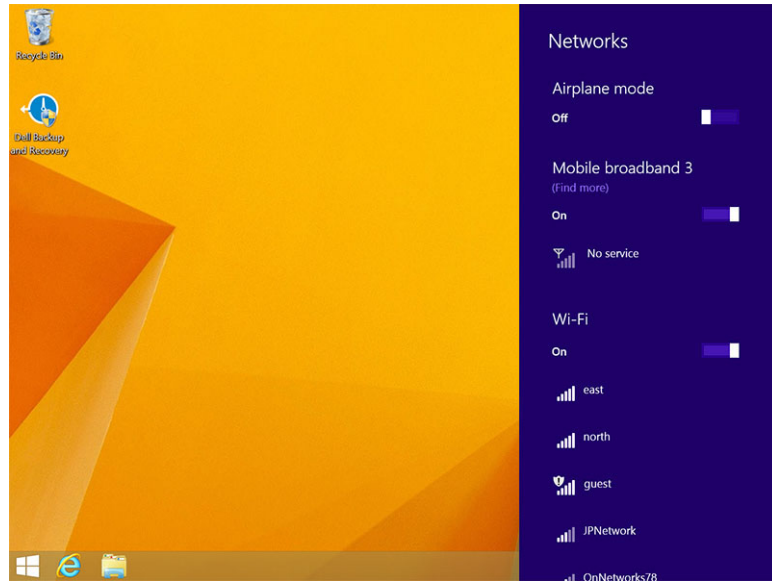 Recycle Bin
Dell Backup
and Recovery
Networks
Airplane mode
Off
Mobile broadband 3
(Find more)
On
No service
Wi-Fi
On
east
north
guest
JPNetwork
OnNetworks78